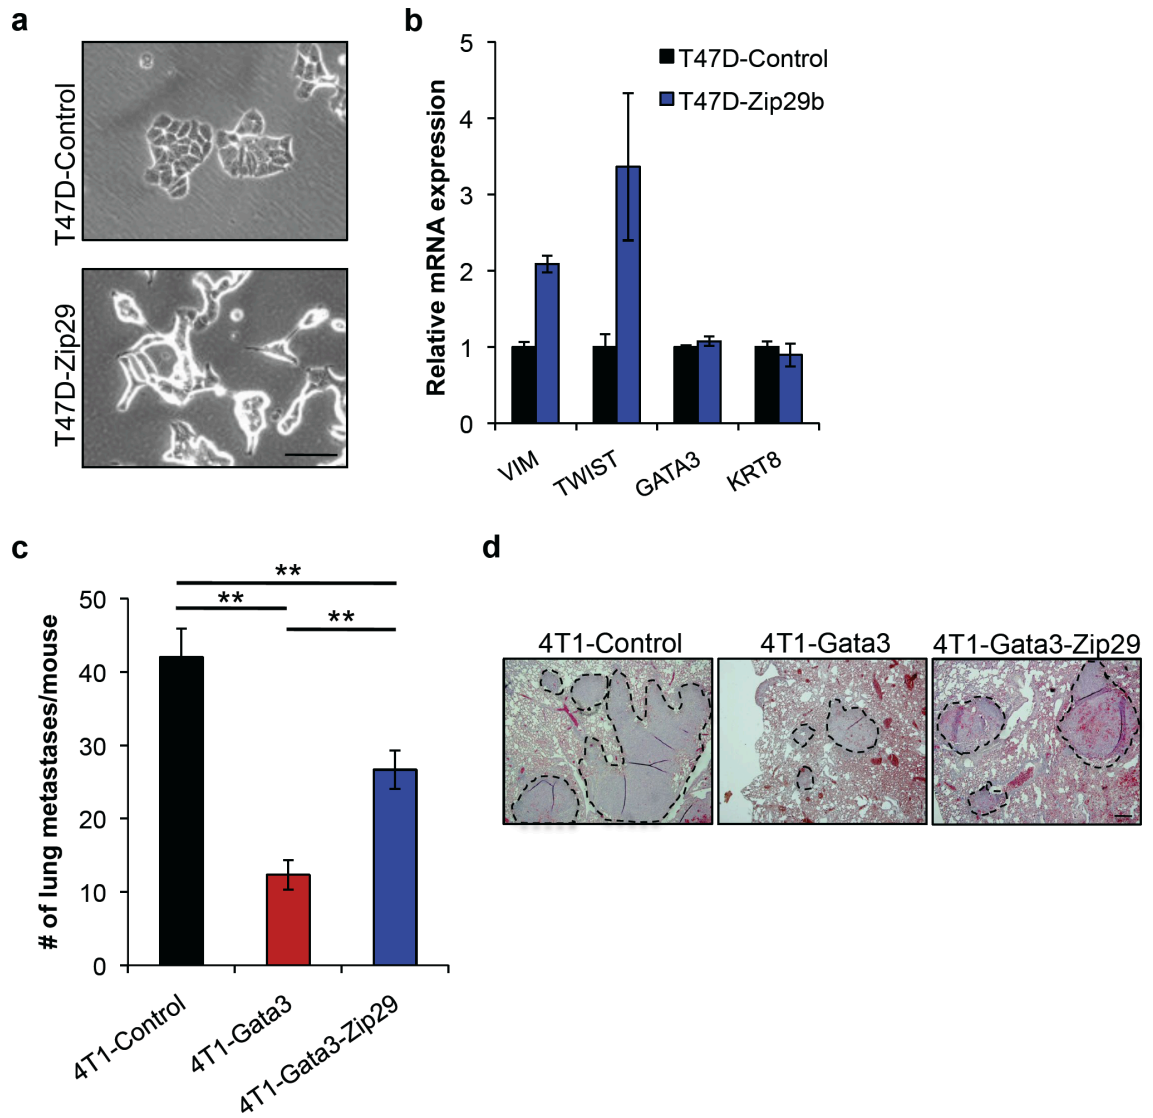 a
T47D-Control
T47D-Zip29
b
Relative mRNA expression
5
4
3
2
1
0
T47D-Control
T47D-Zip29b
VIM
TWIST
GATA3
KRT8
c
# of lung metastases/mouse
50
40
30
20
10
0
**
**
**
4T1-Control
4T1-Gata3
4T1-Gata3-Zip29
d
4T1-Control
4T1-Gata3
4T1-Gata3-Zip29